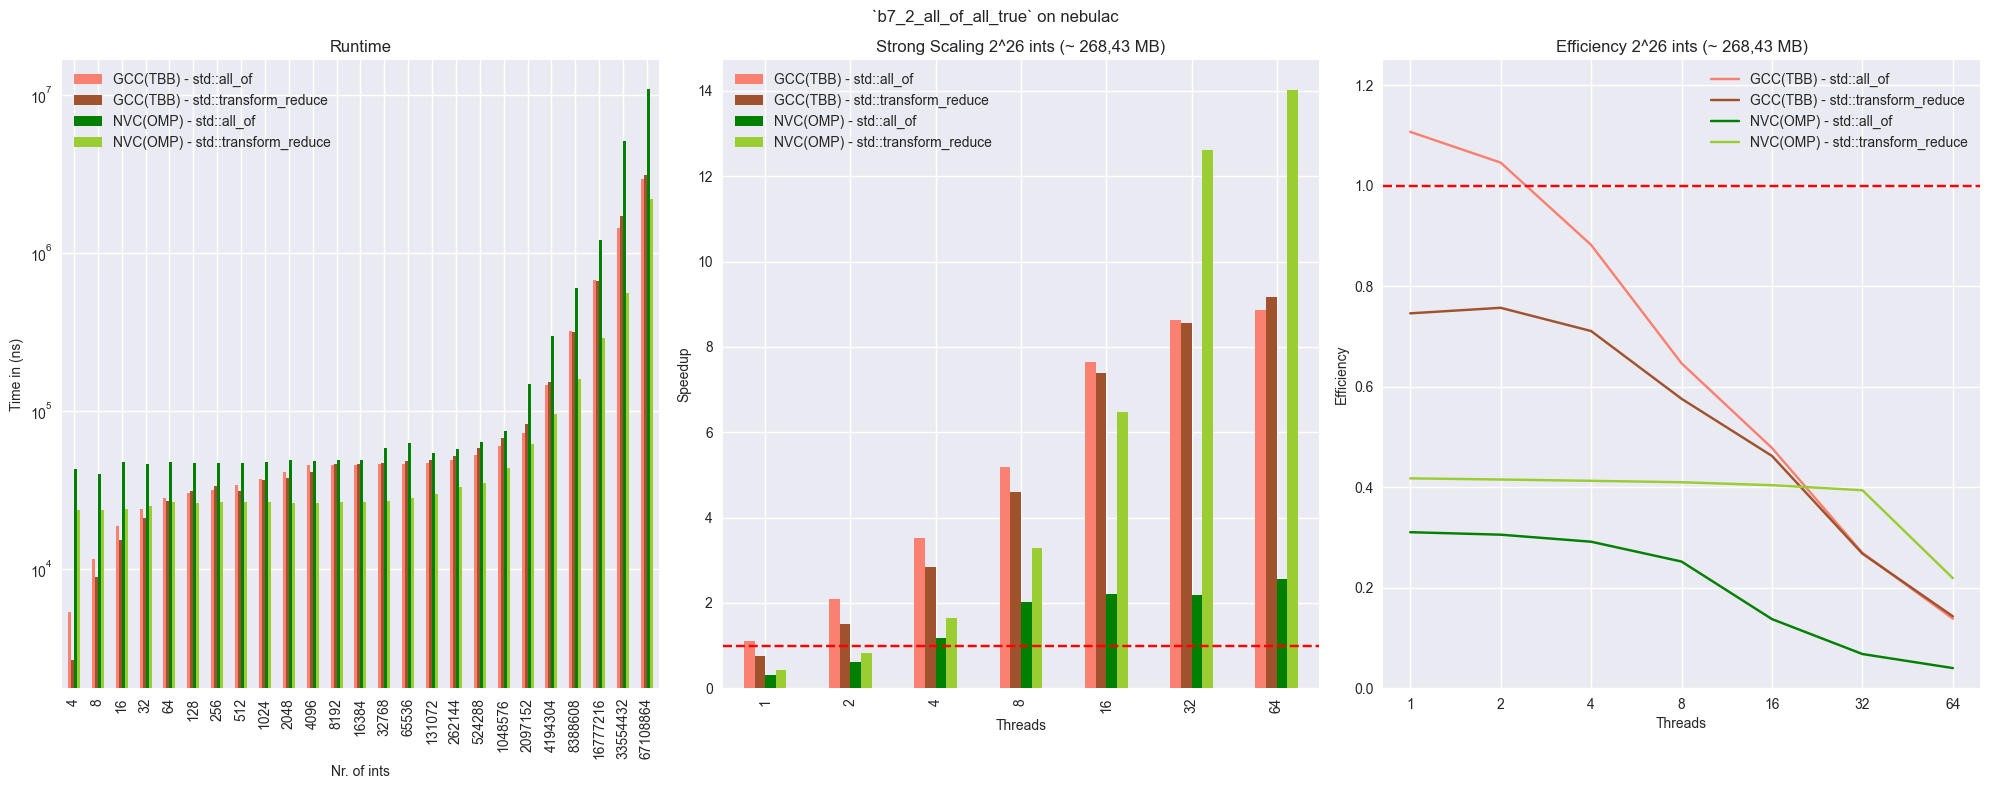 `b7_2_all_of_all_true` on nebulac
Runtime
GCC(TBB) - std::all_of
GCC(TBB) - std::transform_reduce
NVC(OMP) - std::all_of
NVC(OMP) - std::transform_reduce
10^7
10^6
10^5
10^4
Time in (ns)
4 8 16 32 64 128 256 512 1024 2048 4096 8192 16384 32768 65536 131072 262144 524288 1048576 2097152 4194304 8388608 16777216 33554432 67108864
Nr. of ints
Strong Scaling 2^26 ints (~ 268,43 MB)
GCC(TBB) - std::all_of
GCC(TBB) - std::transform_reduce
NVC(OMP) - std::all_of
NVC(OMP) - std::transform_reduce
14
12
10
8
6
4
2
0
Speedup
1 2 4 8 16 32 64
Threads
Efficiency 2^26 ints (~ 268,43 MB)
GCC(TBB) - std::all_of
GCC(TBB) - std::transform_reduce
NVC(OMP) - std::all_of
NVC(OMP) - std::transform_reduce
1.2
1.0
0.8
0.6
0.4
0.2
0.0
Efficiency
1 2 4 8 16 32 64
Threads